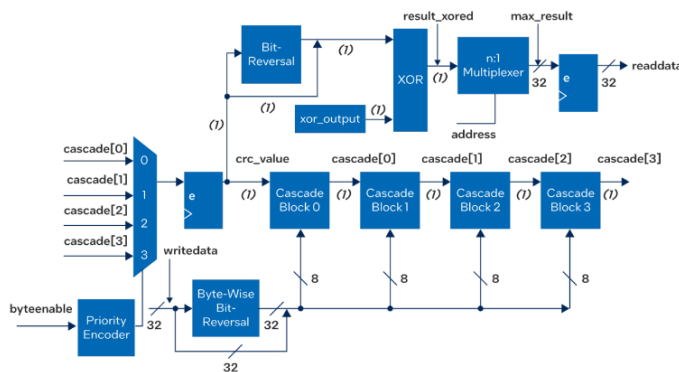 result_xored
max_result
Bit-
Reversal
(1)
(1)
XOR
(1)
n:1
Multiplexer
32
e
32
readdata
(1)
xor_output
(1)
address
cascade[0]
0
cascade[1]
1
cascade[2]
2
cascade[3]
3
e
crc_value
(1)
Cascade
Block 0
cascade[0]
(1)
Cascade
Block 1
cascade[1]
(1)
Cascade
Block 2
cascade[2]
(1)
Cascade
Block 3
cascade[3]
(1)
writedata
8
8
8
8
byteenable
Priority
Encoder
32
Byte-Wise
Bit-
Reversal
32
32